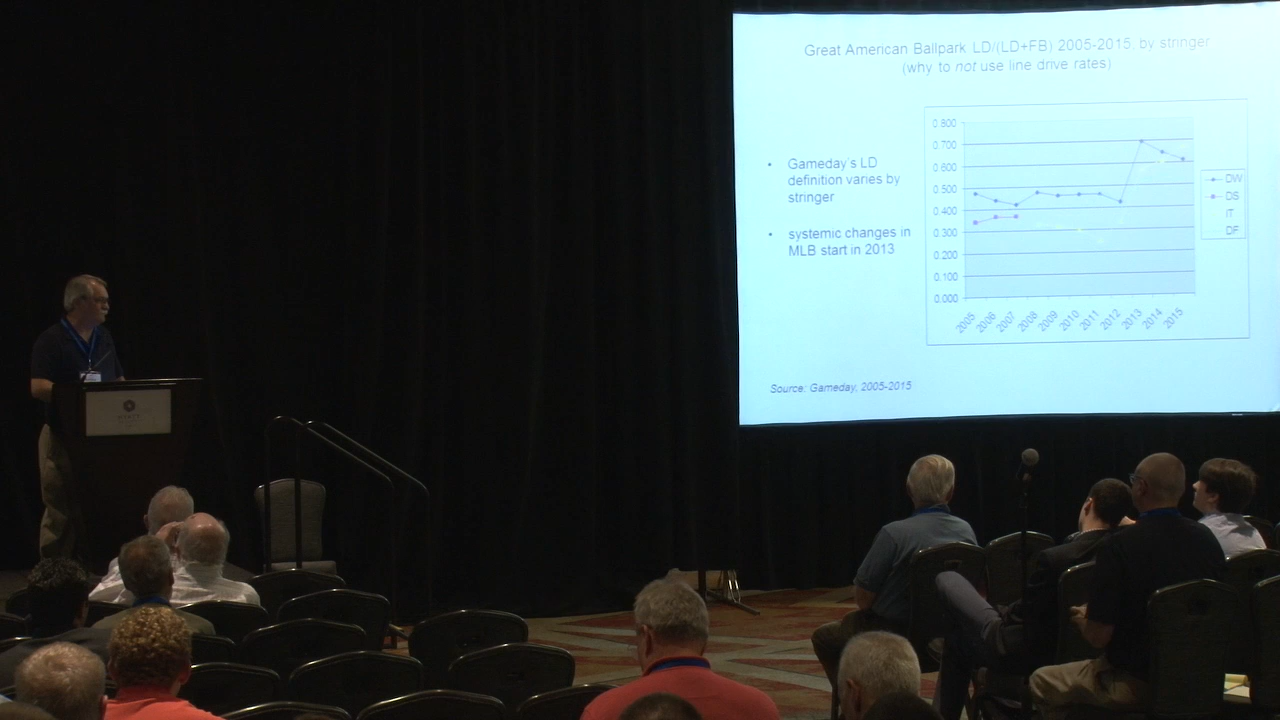 Great American Ballpark LD/(LD+FB) 2005-2015, by stringer
(why to not use line drive rates)
• Gameday's LD
definition varies by
stringer
• systemic changes in
MLB start in 2013
0.800
0.700
0.600
0.500
0.400
0.300
0.200
0.100
0.000
2005 2006 2007 2008 2009 2010 2011 2012 2013 2014 2015
DW
DS
IT
DF
Source: Gameday, 2005-2015